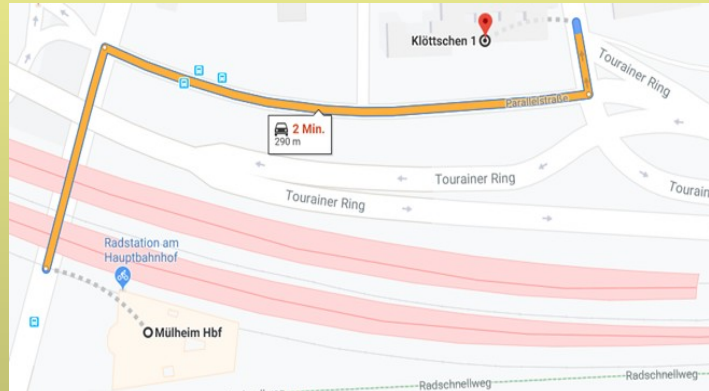 Klöttschen 1
Tourainer Ring
Parallelstraße
2 Min.
290 m
Tourainer Ring
Tourain
Tourainer Ring
Radstation am
Hauptbahnhof
Mülheim Hbf
Radschnellweg
Radschnellweg